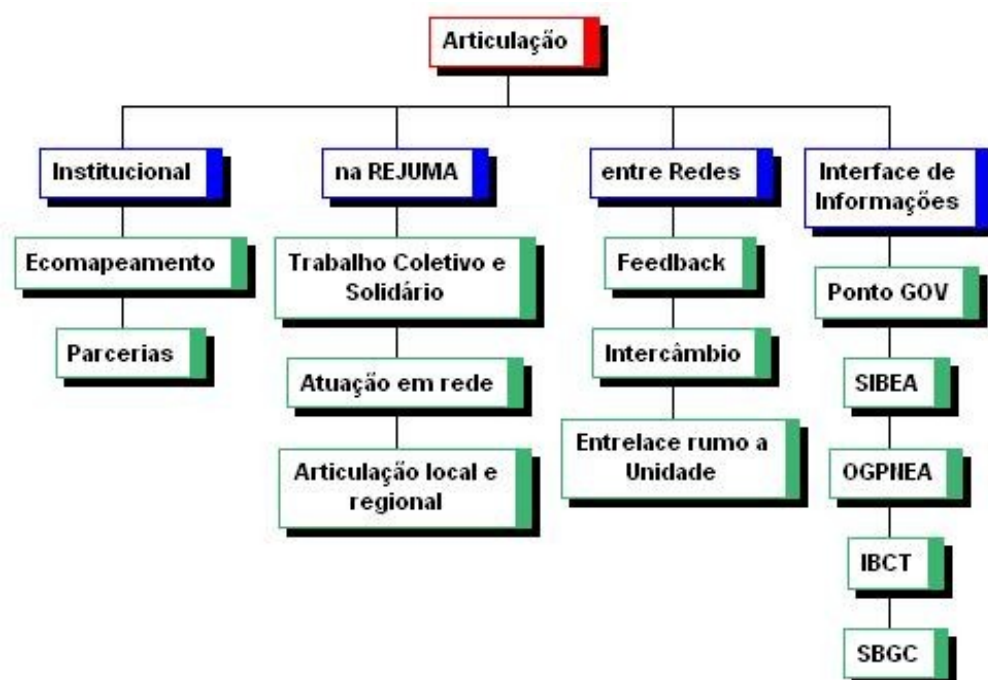 Articulação
Institucional
na REJUMA
entre Redes
Interface de
Informações
Ecomapeamento
Trabalho Coletivo e
Solidário
Feedback
Ponto GOV
Parcerias
Atuação em rede
Intercâmbio
SIBEA
Articulação local e
regional
Entrelace rumo a
Unidade
OGPNEA
IBCT
SBGC